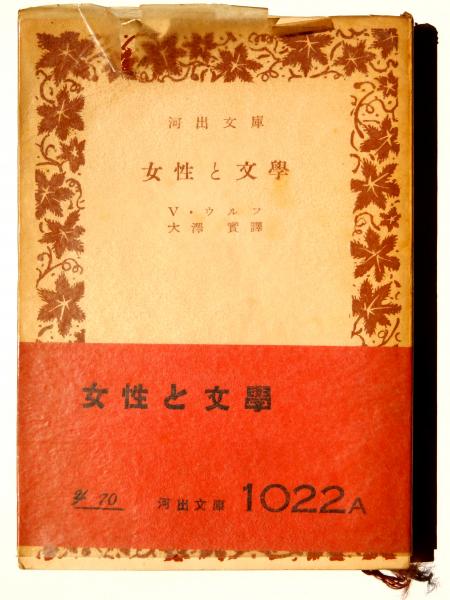 河出文庫
女性と文學
V・ウルフ
大澤實譯
女性と文學
70 河出文庫 1022A